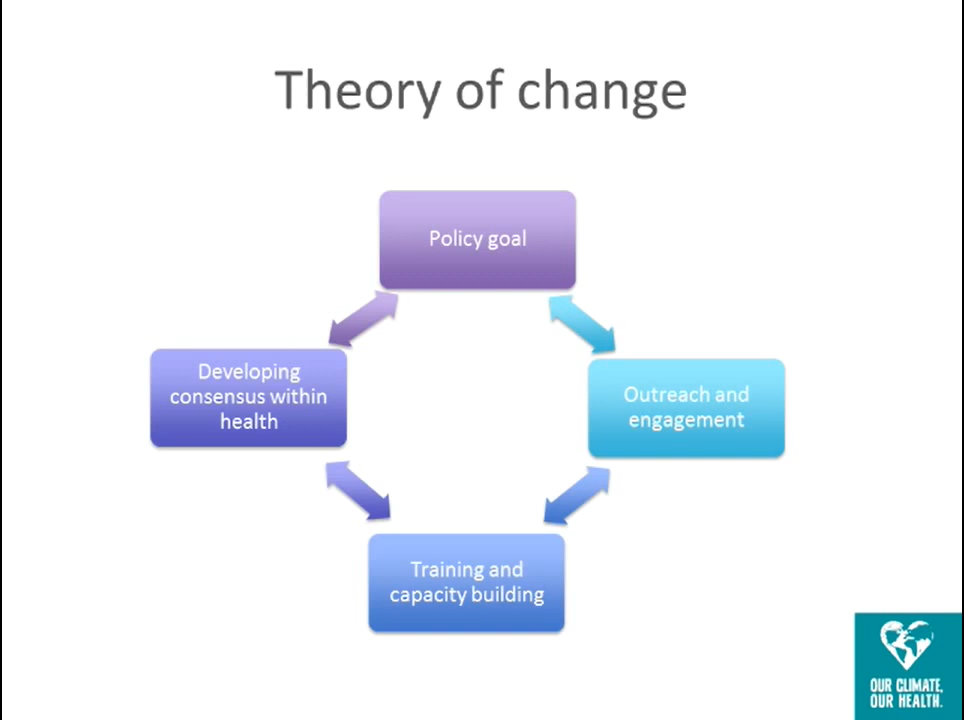 Theory of change
Policy goal
Developing
consensus within
health
Outreach and
engagement
Training and
capacity building
OUR CLIMATE,
OUR HEALTH.